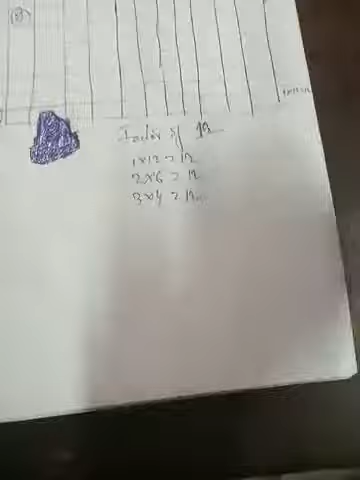 (B)
Factors of 12
1×12 = 12
2×6 = 12
3×4 = 12